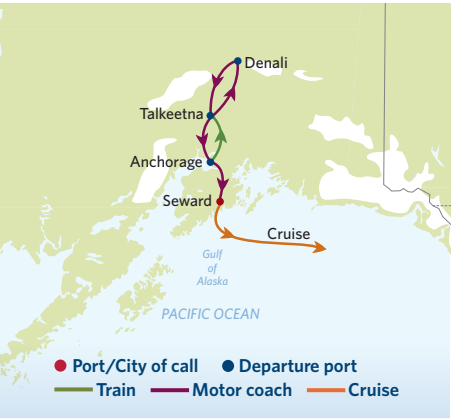 Denali
Talkeetna
Anchorage
Seward
Cruise
Gulf
of
Alaska
PACIFIC OCEAN
Port/City of call Departure port
Train Motor coach Cruise